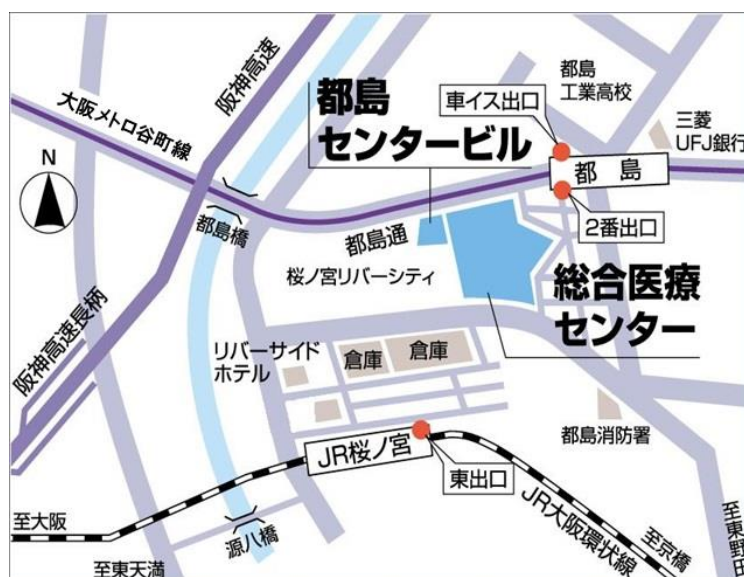 阪神高速
大阪メトロ谷町線
都島
センタービル
車イス出口
都島
工業高校
三菱
UFJ銀行
都島
2番出口
N
都島橋
都島通
桜ノ宮リバーシティ
総合医療
センター
阪神高速長柄
リバーサイド
ホテル
倉庫
倉庫
都島消防署
JR桜ノ宮
東出口
JR大阪環状線
至大阪
源八橋
至東天満
至京橋
至東野田